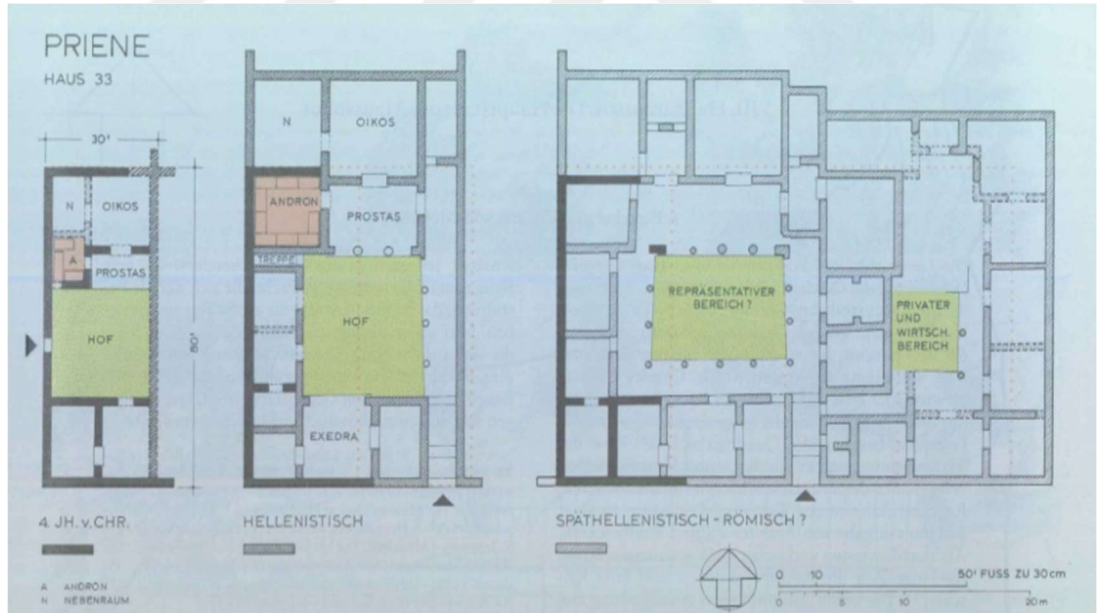 PRIENE
HAUS 33
30'
80'
N
OIKOS
A
PROSTAS
HOF
N
OIKOS
ANDRON
PROSTAS
TREPPE
HOF
EXEDRA
REPRÄSENTATIVER
BEREICH ?
PRIVATER
UND
WIRTSCH.
BEREICH
4. JH. v. CHR.
HELLENISTISCH
SPÄTHELLENISTISCH - RÖMISCH ?
A ANDRON
N NEBENRAUM
0 10 50' FUSS ZU 30cm
0 5 10 20 m